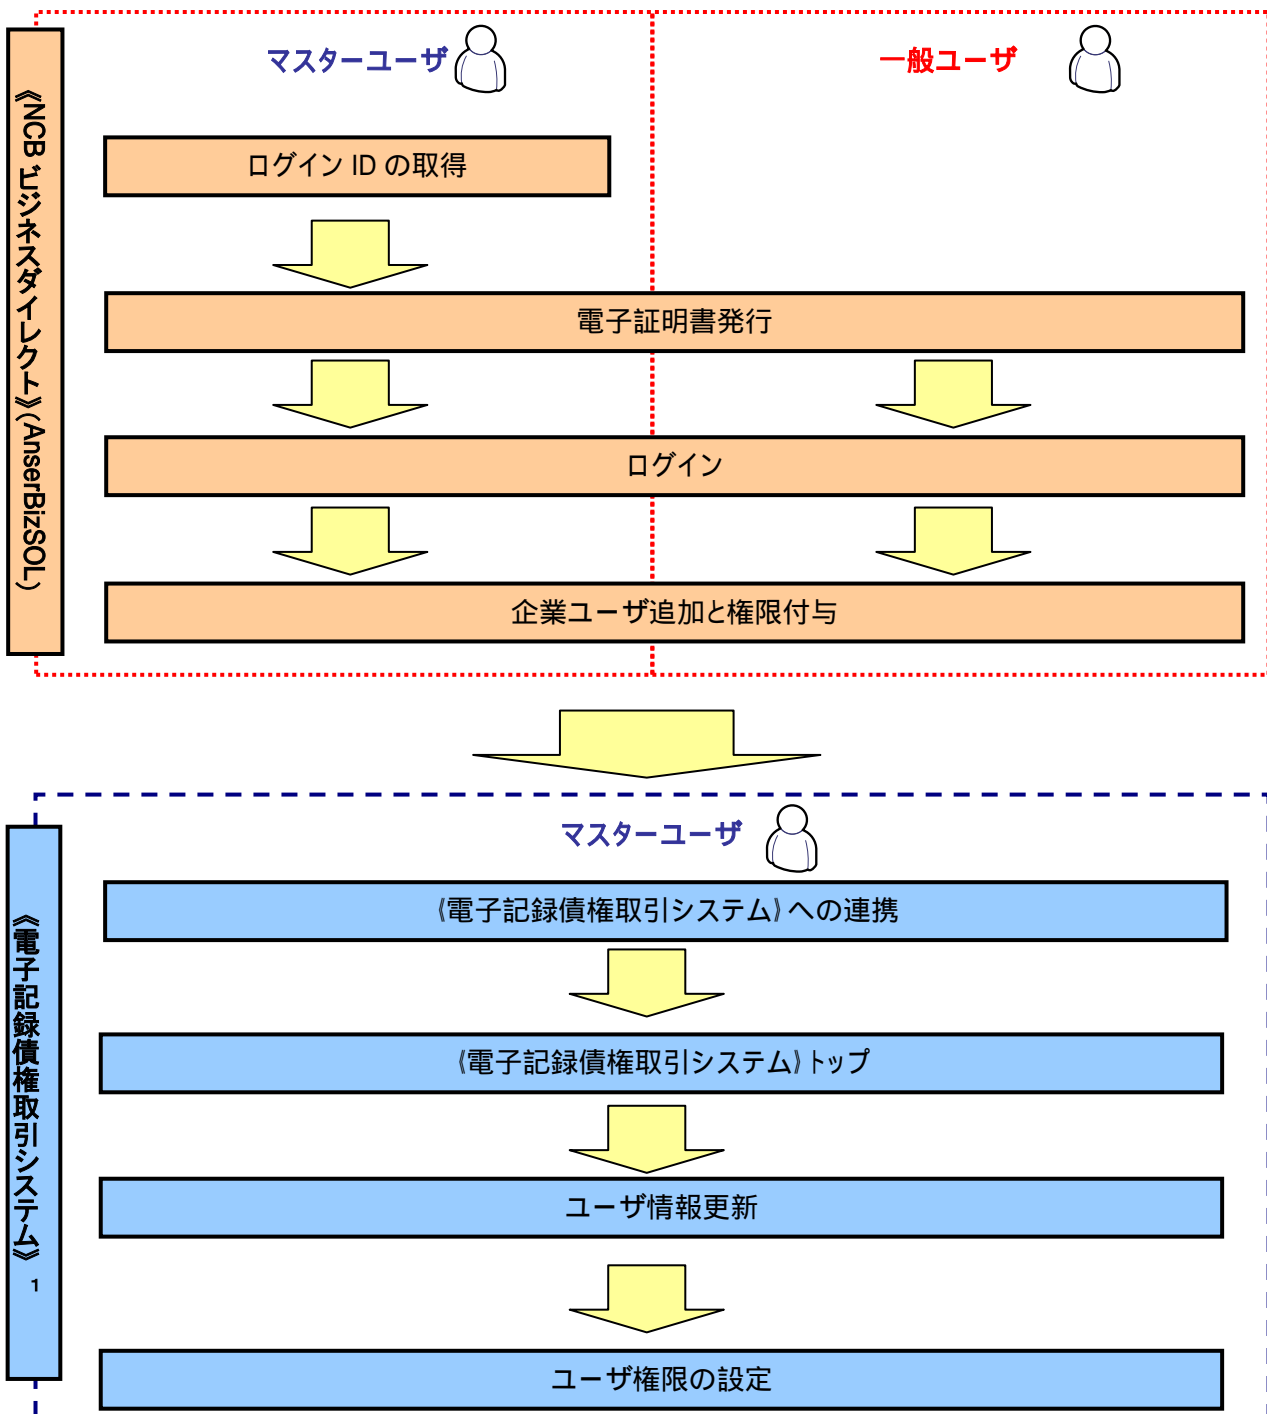 《NCB ビジネスダイレクト》(AnserBizSOL)
マスターユーザ
一般ユーザ
ログイン ID の取得
電子証明書発行
ログイン
企業ユーザ追加と権限付与
《電子記録債権取引システム》 1
マスターユーザ
《電子記録債権取引システム》への連携
《電子記録債権取引システム》トップ
ユーザ情報更新
ユーザ権限の設定